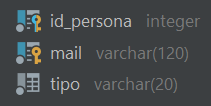 id_persona integer
mail varchar(120)
tipo varchar(20)